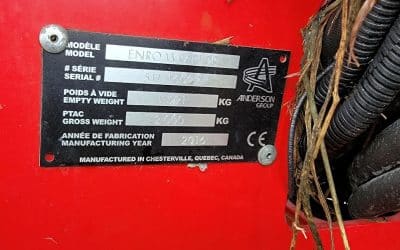 MODÈLE
MODEL
# SÉRIE
SERIAL #
POIDS À VIDE
EMPTY WEIGHT
KG
PTAC
GROSS WEIGHT
KG
ANNÉE DE FABRICATION
MANUFACTURING YEAR
2016
CE
MANUFACTURED IN CHESTERVILLE, QUEBEC, CANADA
ANDERSON
GROUP